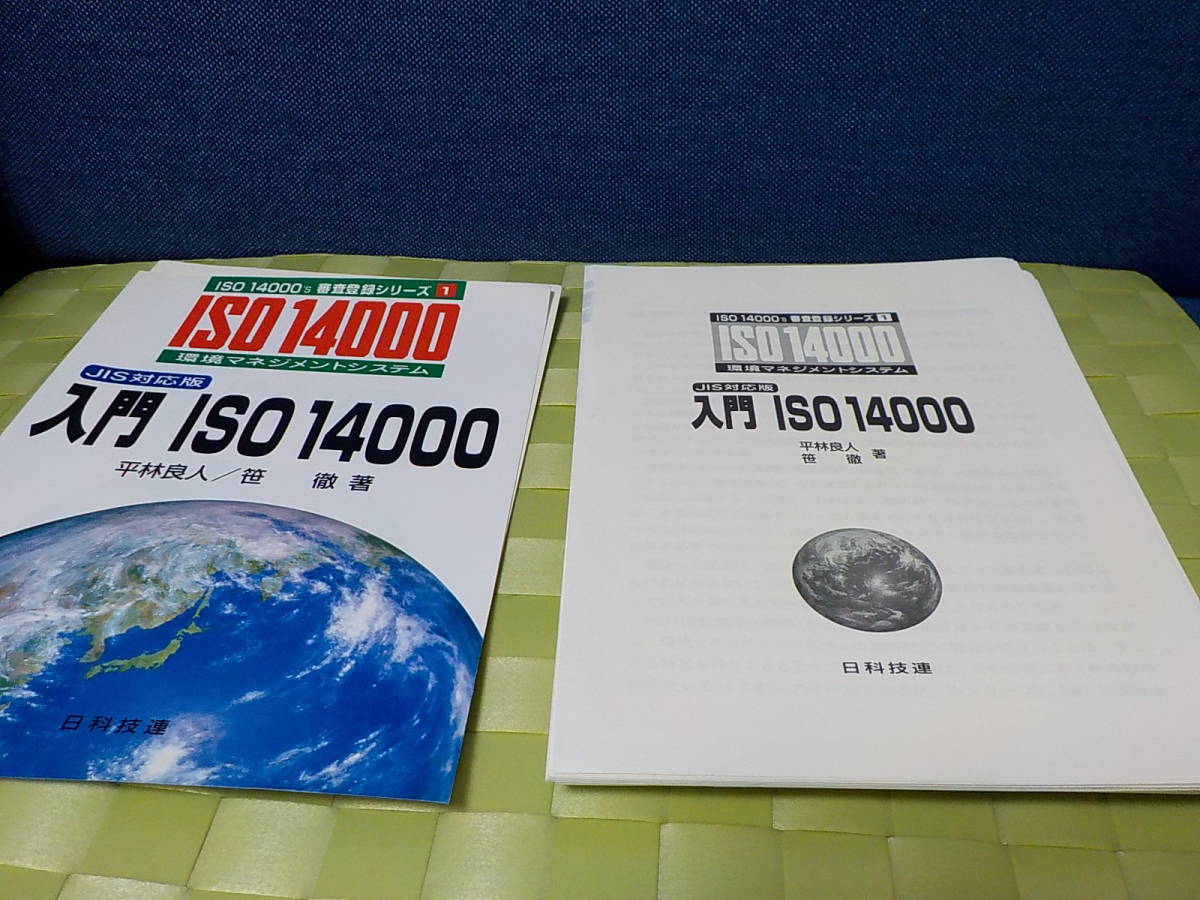 ISO 14000'S 審査登録シリーズ 1
ISO 14000
環境マネジメントシステム
JIS対応版
入門 ISO 14000
平林良人／笹 徹 著
日科技連
ISO 14000'S 審査登録シリーズ 1
ISO 14000
環境マネジメントシステム
JIS対応版
入門 ISO 14000
平林良人
笹 徹 著
日科技連